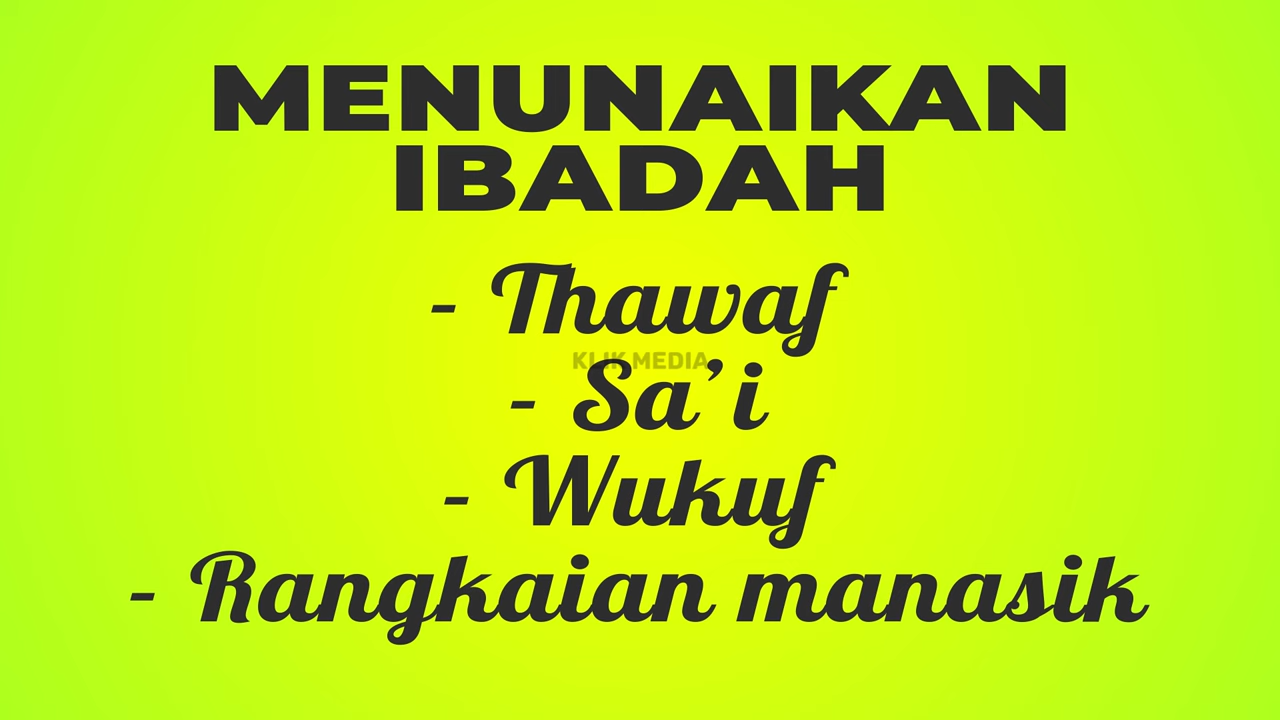 MENUNAIKAN
IBADAH
- Thawaf
KLIK MEDIA
- Sa’i
- Wukuf
- Rangkaian manasik